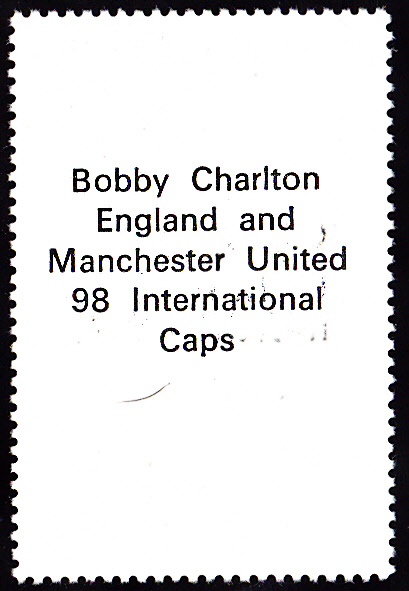 Bobby Charlton
England and
Manchester United
98 International
Caps